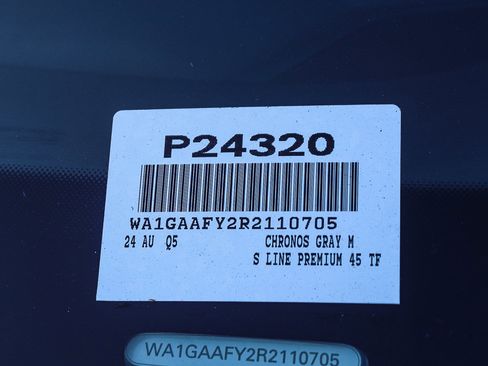 P24320
WA1GAAFY2R2110705
24 AU Q5 CHRONOS GRAY M
S LINE PREMIUM 45 TF
WA1GAAFY2R2110705